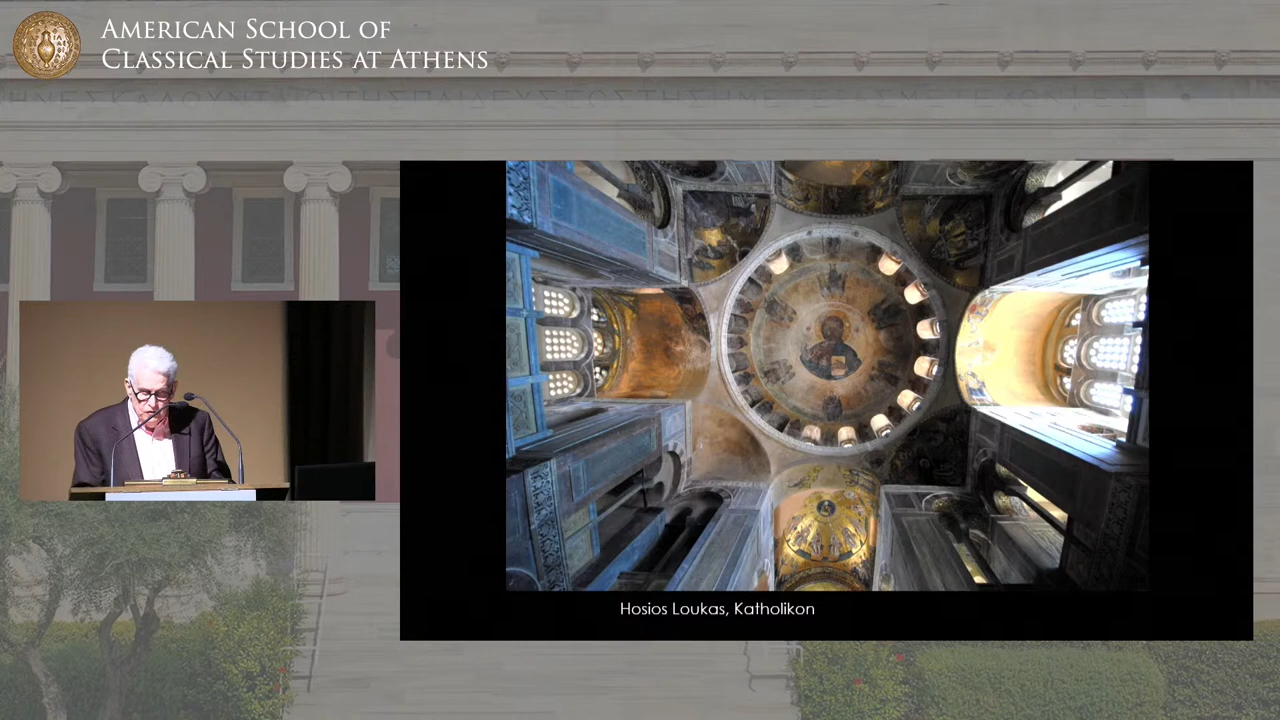 AMERICAN SCHOOL OF
CLASSICAL STUDIES AT ATHENS
Hosios Loukas, Katholikon